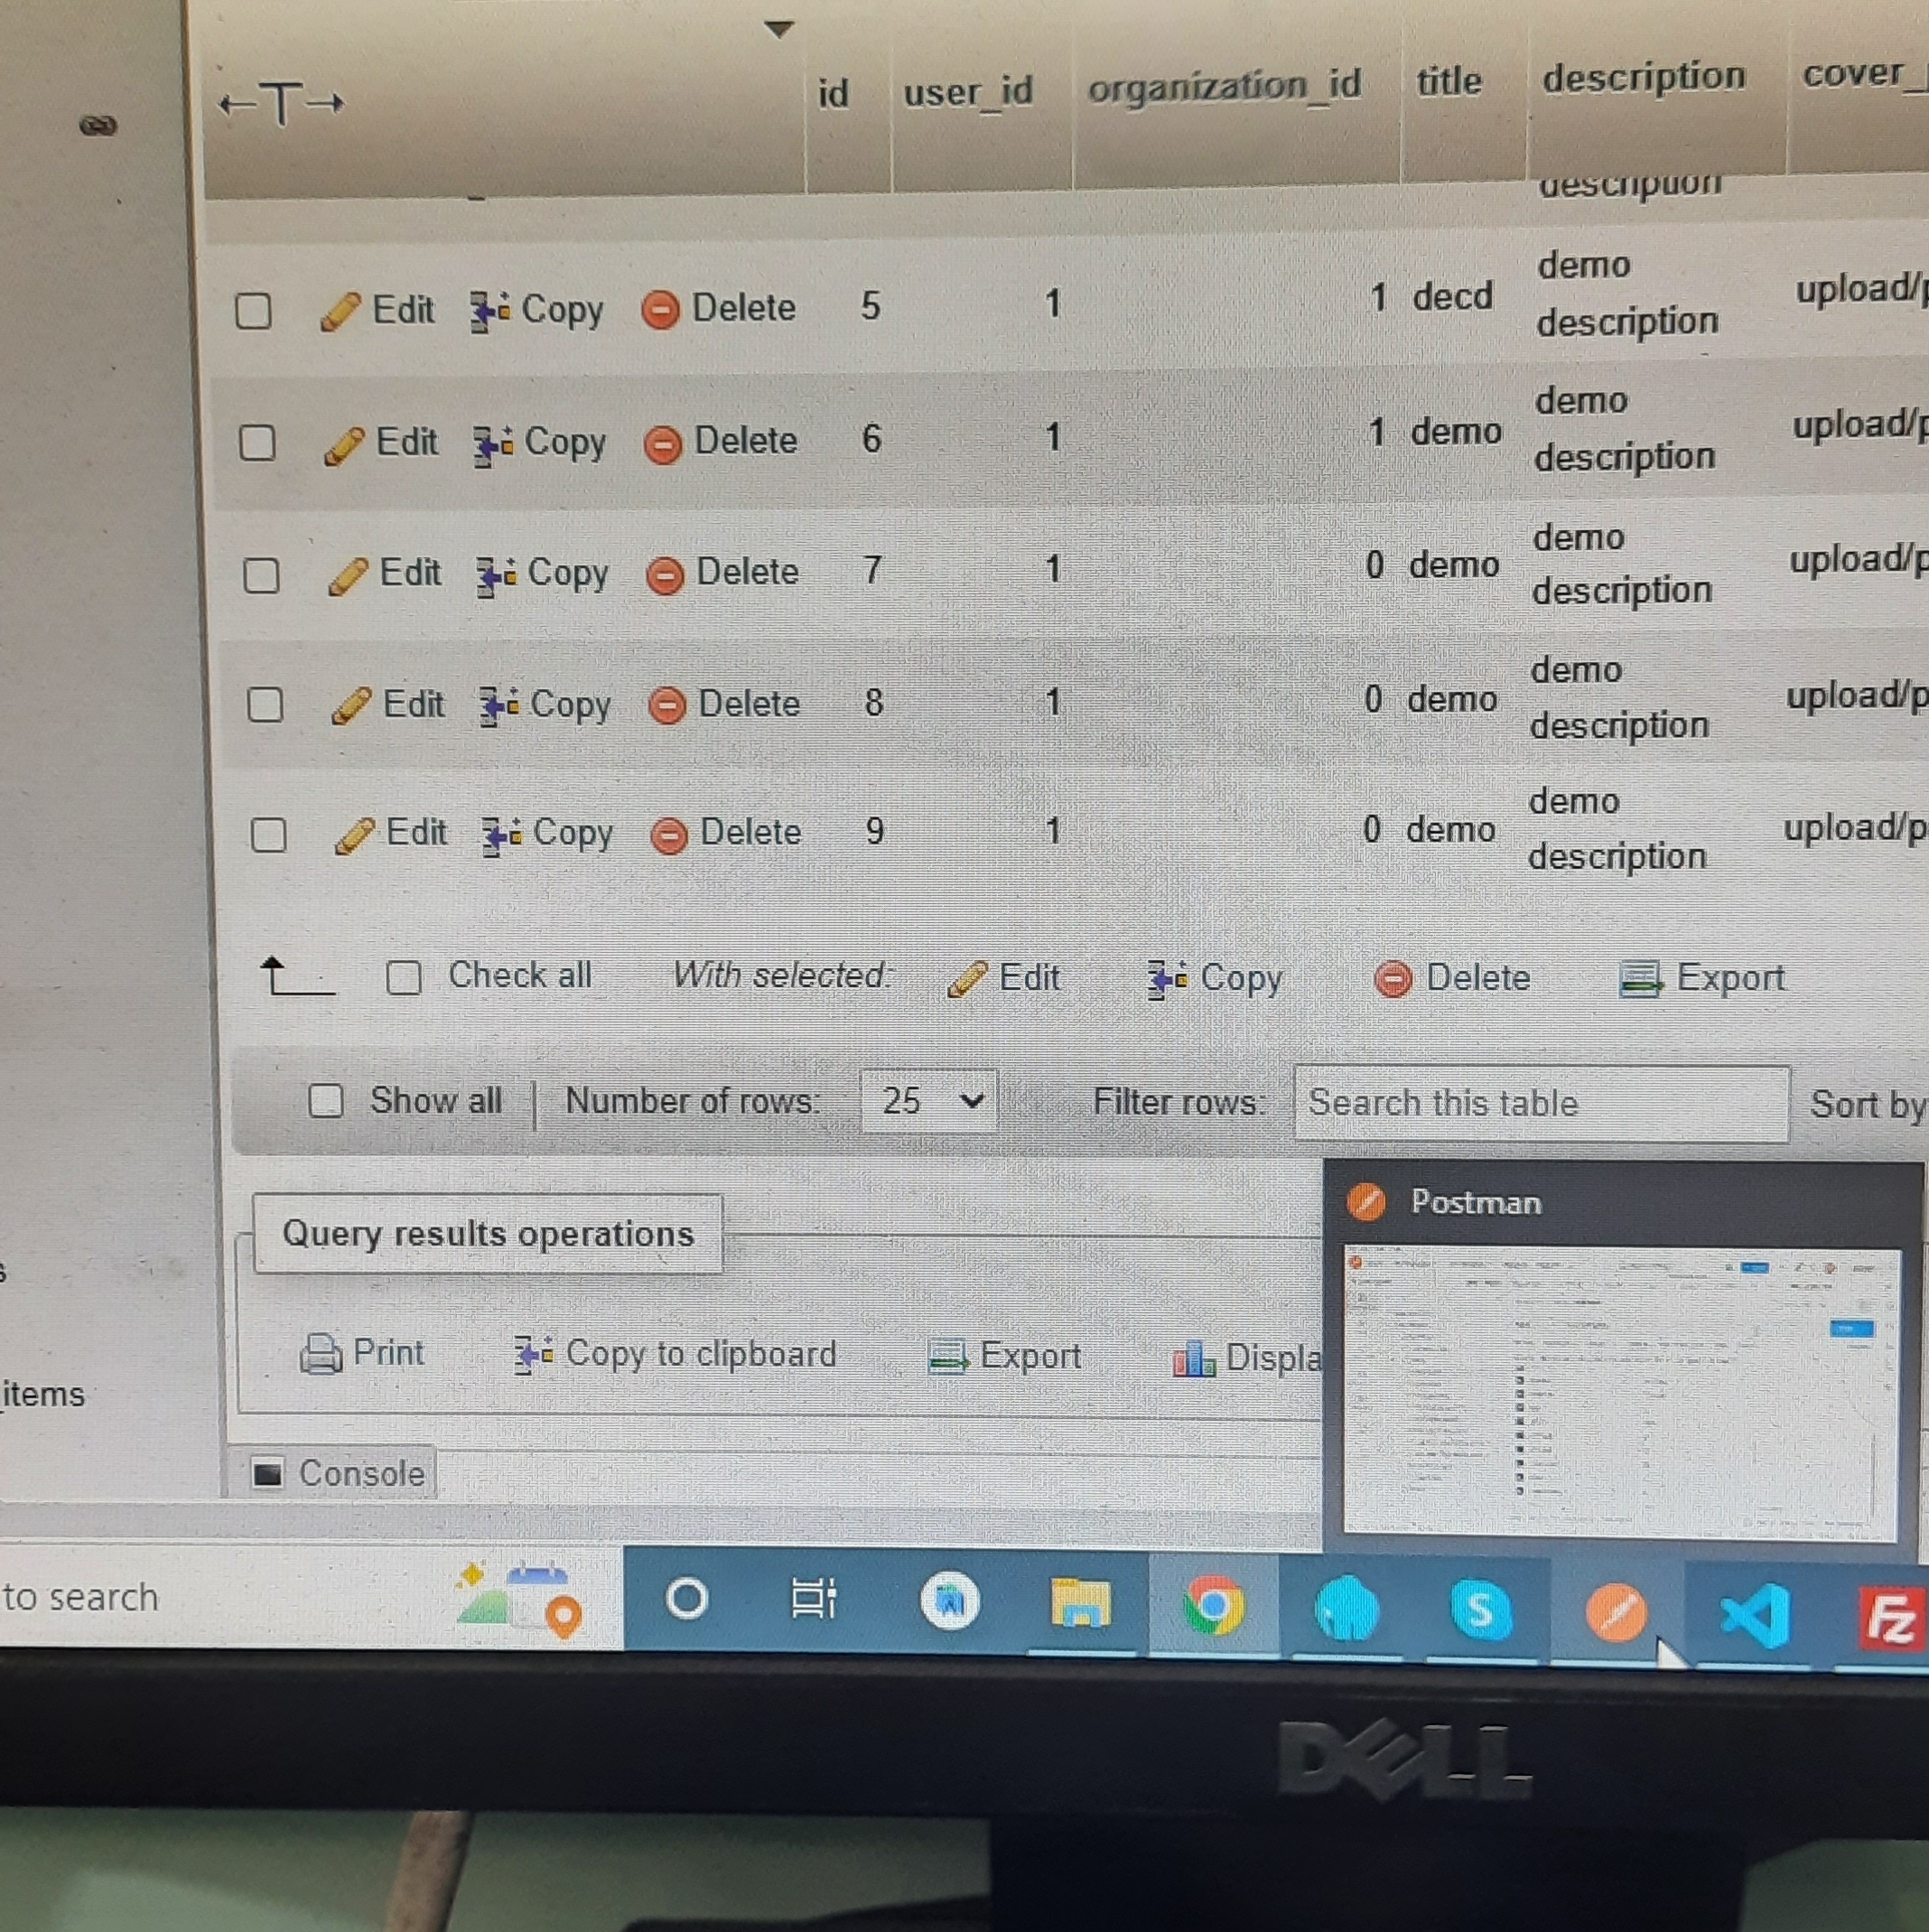 ←T→ id user_id organization_id title description cover_
description
5 1 1 decd demo description upload/p
Edit Copy Delete
6 1 1 demo demo description upload/p
Edit Copy Delete
7 1 0 demo demo description upload/p
Edit Copy Delete
8 1 0 demo demo description upload/p
Edit Copy Delete
9 1 0 demo demo description upload/p
Edit Copy Delete
Check all With selected: Edit Copy Delete Export
Show all Number of rows: 25 Filter rows: Search this table Sort by
Postman
Query results operations
Print Copy to clipboard Export Displa
items
Console
to search
S
Fz
DELL